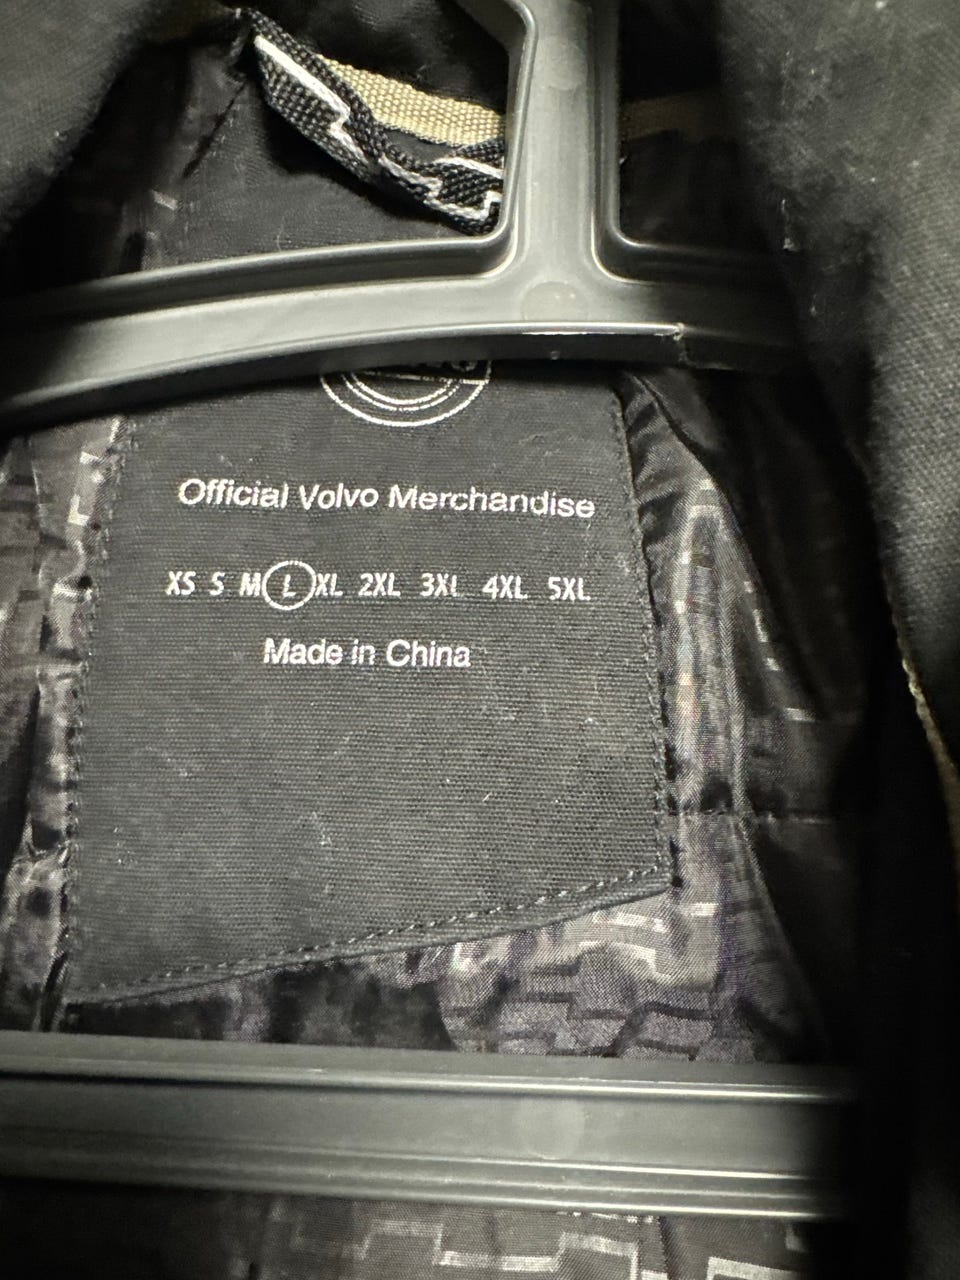 Official Volvo Merchandise
XS S M L XL 2XL 3XL 4XL 5XL
Made in China